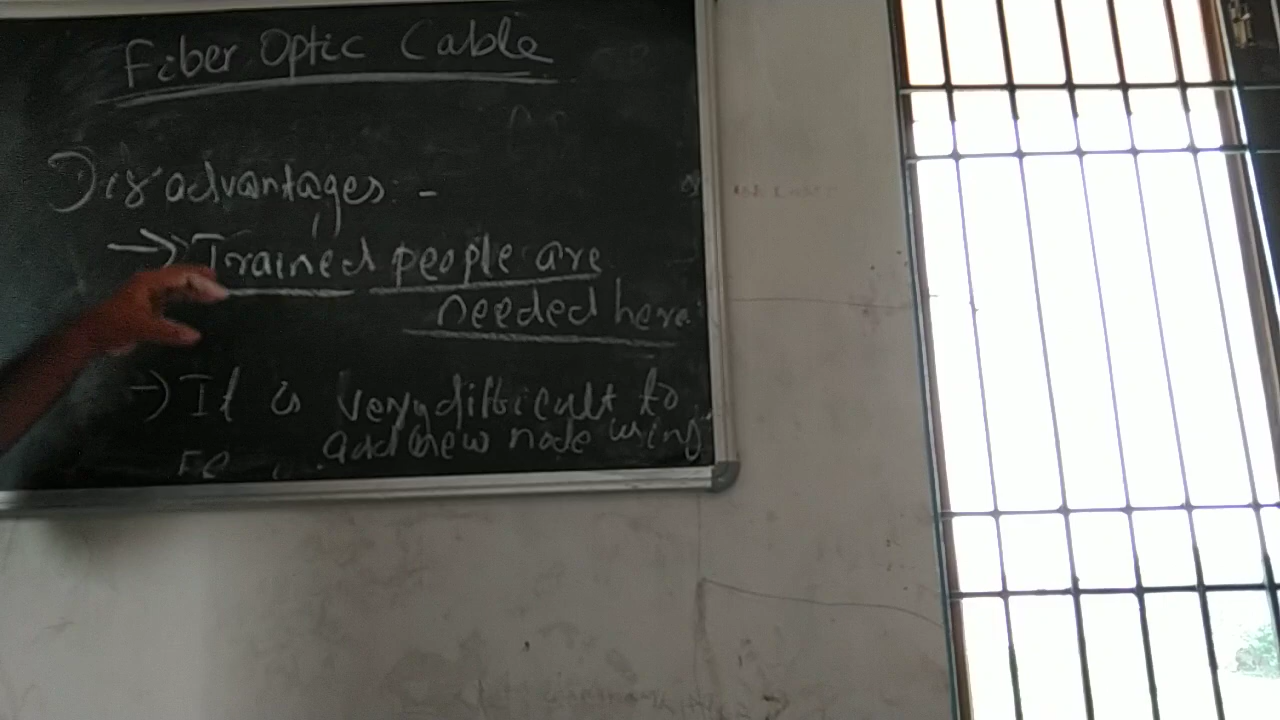 Fiber Optic Cable
Disadvantages: -
→ Trained people are
needed here.
→ It is very difficult to
add new node using